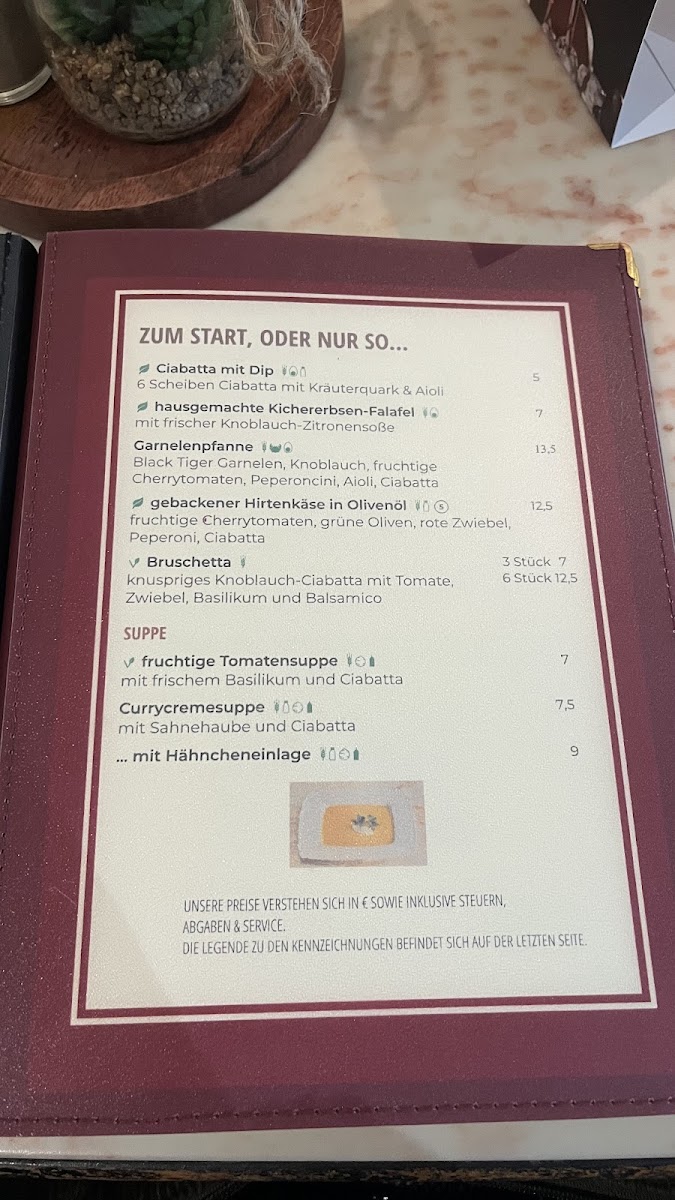 ZUM START, ODER NUR SO...
Ciabatta mit Dip 5
6 Scheiben Ciabatta mit Kräuterquark & Aioli
hausgemachte Kichererbsen-Falafel 7
mit frischer Knoblauch-Zitronensoße
Garnelenpfanne 13,5
Black Tiger Garnelen, Knoblauch, fruchtige
Cherrytomaten, Peperoncini, Aioli, Ciabatta
gebackener Hirtenkäse in Olivenöl 5 12,5
fruchtige €herrytomaten, grüne Oliven, rote Zwiebel,
Peperoni, Ciabatta
Bruschetta 3 Stück 7
knuspriges Knoblauch-Ciabatta mit Tomate, 6 Stück 12,5
Zwiebel, Basilikum und Balsamico
SUPPE
fruchtige Tomatensuppe 7
mit frischem Basilikum und Ciabatta
Currycremesuppe 7,5
mit Sahnehaube und Ciabatta
... mit Hähncheneinlage 9
UNSERE PREISE VERSTEHEN SICH IN € SOWIE INKLUSIVE STEUERN,
ABGABEN & SERVICE.
DIE LEGENDE ZU DEN KENNZEICHNUNGEN BEFINDET SICH AUF DER LETZTEN SEITE.